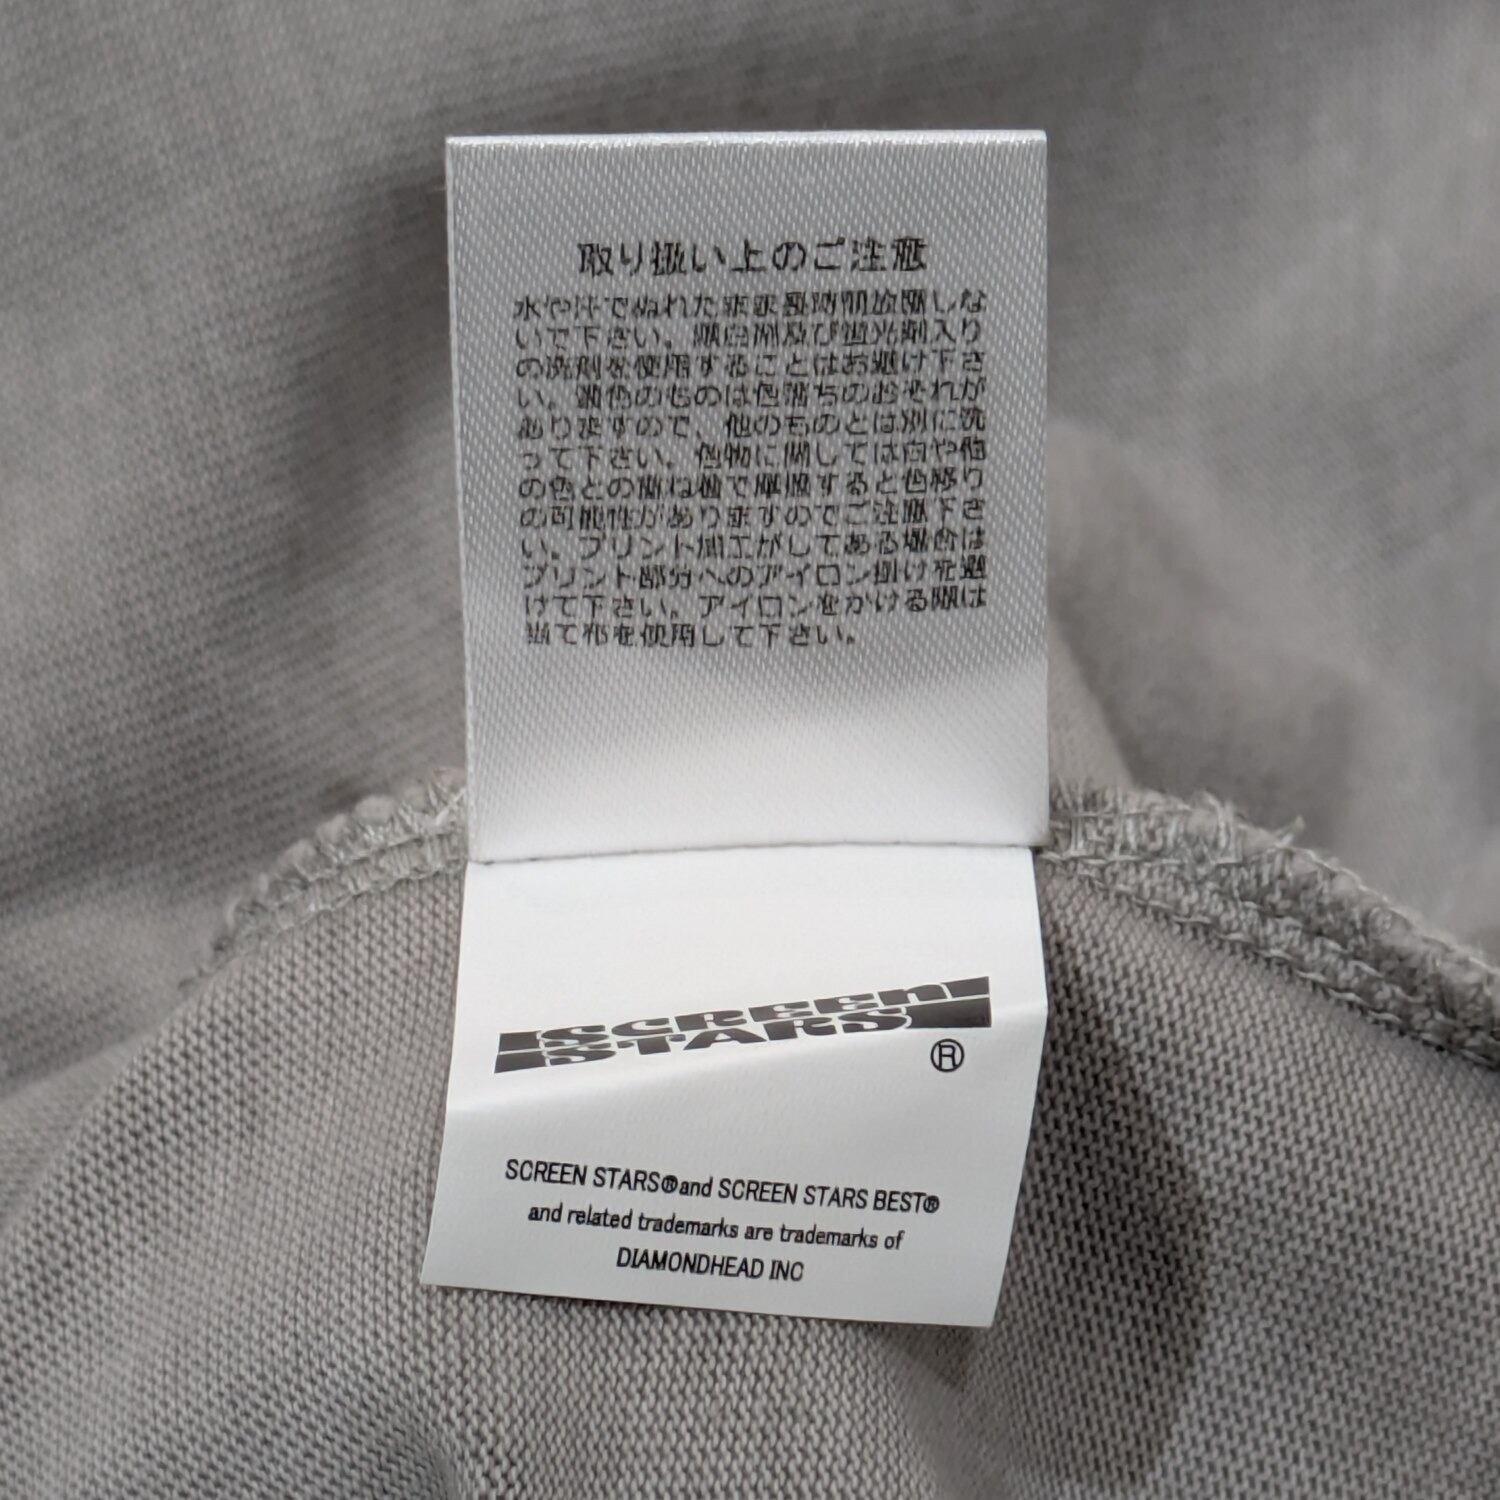 取り扱い上のご注意
水や汗でぬれたまま長時間放置しな
いで下さい。漂白剤及び蛍光剤入り
の洗剤を使用することはお避け下さ
い。濃色のものは色落ちのおそれが
ありますので、他のものとは別に洗
って下さい。色物に関しては白や他
の色との重ね着で摩擦すると色移り
の可能性がありますのでご注意下さ
い。プリント加工がしてある場合は
プリント部分へのアイロン掛けを避
けて下さい。アイロンをかける際は
当て布を使用して下さい。
SCREEN
STARS
®
SCREEN STARS®and SCREEN STARS BEST®
and related trademarks are trademarks of
DIAMONDHEAD INC